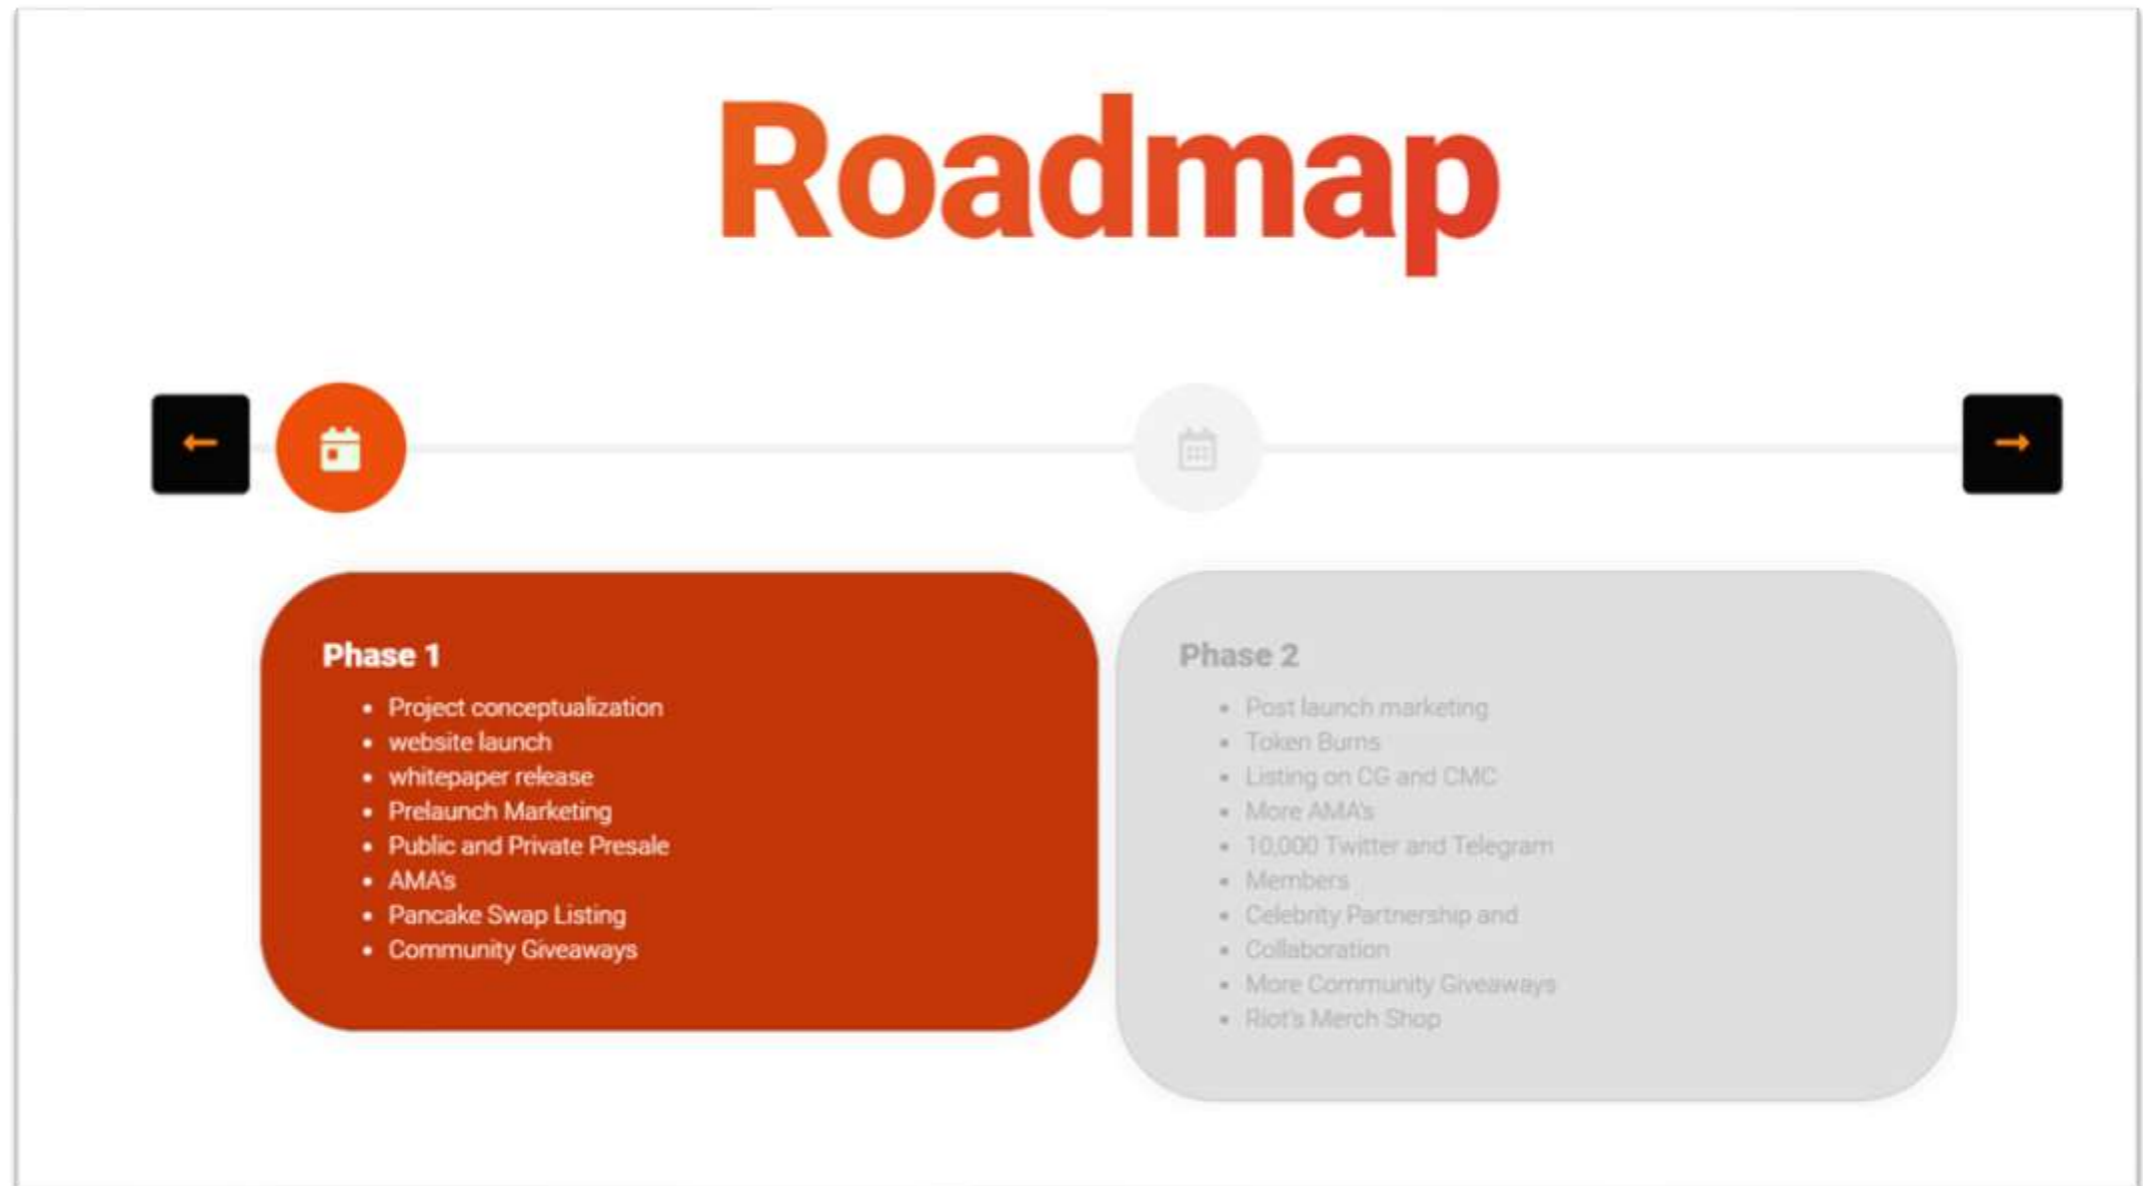 Roadmap
Phase 1
• Project conceptualization
• website launch
• whitepaper release
• Prelaunch Marketing
• Public and Private Presale
• AMA's
• Pancake Swap Listing
• Community Giveaways
Phase 2
• Post launch marketing
• Token Burns
• Listing on CG and CMC
• More AMA's
• 10,000 Twitter and Telegram
• Members
• Celebrity Partnership and
• Collaboration
• More Community Giveaways
• Riot's Merch Shop